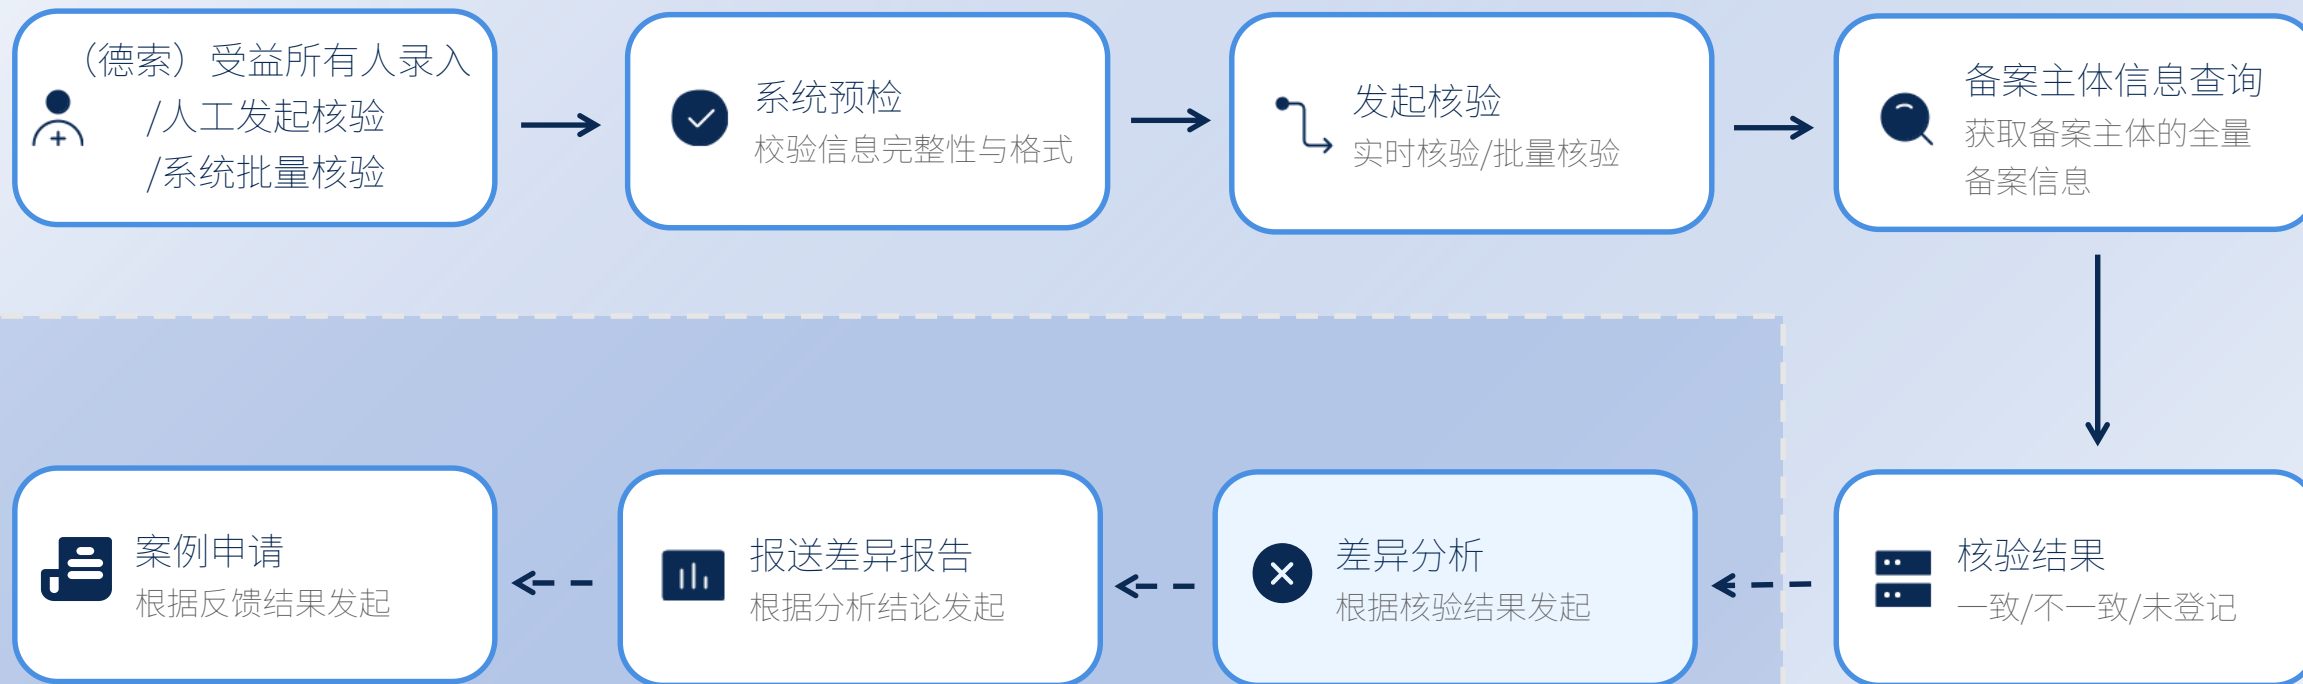 （德索）受益所有人录入
/人工发起核验
/系统批量核验
系统预检
校验信息完整性与格式
发起核验
实时核验/批量核验
备案主体信息查询
获取备案主体的全量
备案信息
案例申请
根据反馈结果发起
报送差异报告
根据分析结论发起
差异分析
根据核验结果发起
核验结果
一致/不一致/未登记